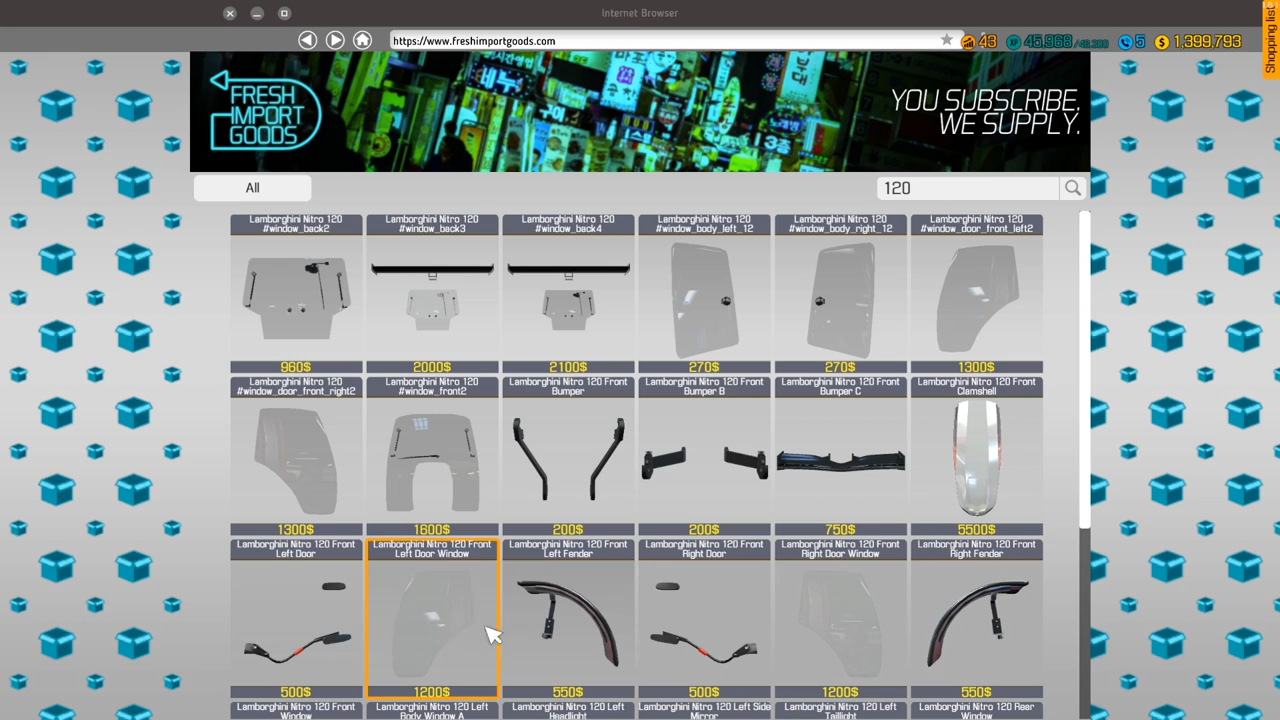 Internet Browser
Shopping list
https://www.freshimportgoods.com
43
45,968
5
1,399,793
FRESH
IMPORT
GOODS
YOU SUBSCRIBE.
WE SUPPLY.
All
120
Lamborghini Nitro 120
#window_back2
Lamborghini Nitro 120
#window_back3
Lamborghini Nitro 120
#window_back4
Lamborghini Nitro 120
#window_body_left_12
Lamborghini Nitro 120
#window_body_right_12
Lamborghini Nitro 120
#window_door_front_left2
960$
2000$
2100$
270$
270$
1300$
Lamborghini Nitro 120
#window_door_front_right2
Lamborghini Nitro 120
#window_front2
Lamborghini Nitro 120 Front
Bumper
Lamborghini Nitro 120 Front
Bumper B
Lamborghini Nitro 120 Front
Bumper C
Lamborghini Nitro 120 Front
Clamshell
1300$
1600$
200$
200$
750$
5500$
Lamborghini Nitro 120 Front
Left Door
Lamborghini Nitro 120 Front
Left Door Window
Lamborghini Nitro 120 Front
Left Fender
Lamborghini Nitro 120 Front
Right Door
Lamborghini Nitro 120 Front
Right Door Window
Lamborghini Nitro 120 Front
Right Fender
500$
1200$
550$
500$
1200$
550$
Lamborghini Nitro 120 Front
Window
Lamborghini Nitro 120 Left
Body Window A
Lamborghini Nitro 120 Left
Headlight
Lamborghini Nitro 120 Left Side
Mirror
Lamborghini Nitro 120 Left
Taillight
Lamborghini Nitro 120 Rear
Window